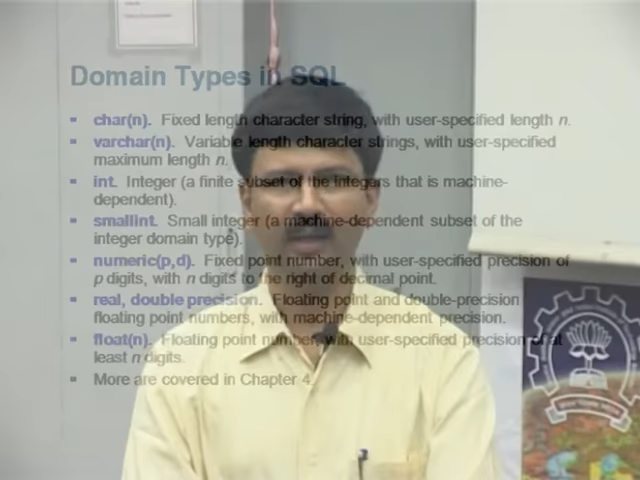 Domain Types in SQL
▪ char(n). Fixed length character string, with user-specified length n.
▪ varchar(n). Variable length character strings, with user-specified
maximum length n.
▪ int. Integer (a finite subset of the integers that is machine-
dependent).
▪ smallint. Small integer (a machine-dependent subset of the
integer domain type).
▪ numeric(p,d). Fixed point number, with user-specified precision of
p digits, with n digits to the right of decimal point.
▪ real, double precision. Floating point and double-precision
floating point numbers, with machine-dependent precision.
▪ float(n). Floating point number, with user-specified precision of at
least n digits.
▪ More are covered in Chapter 4.